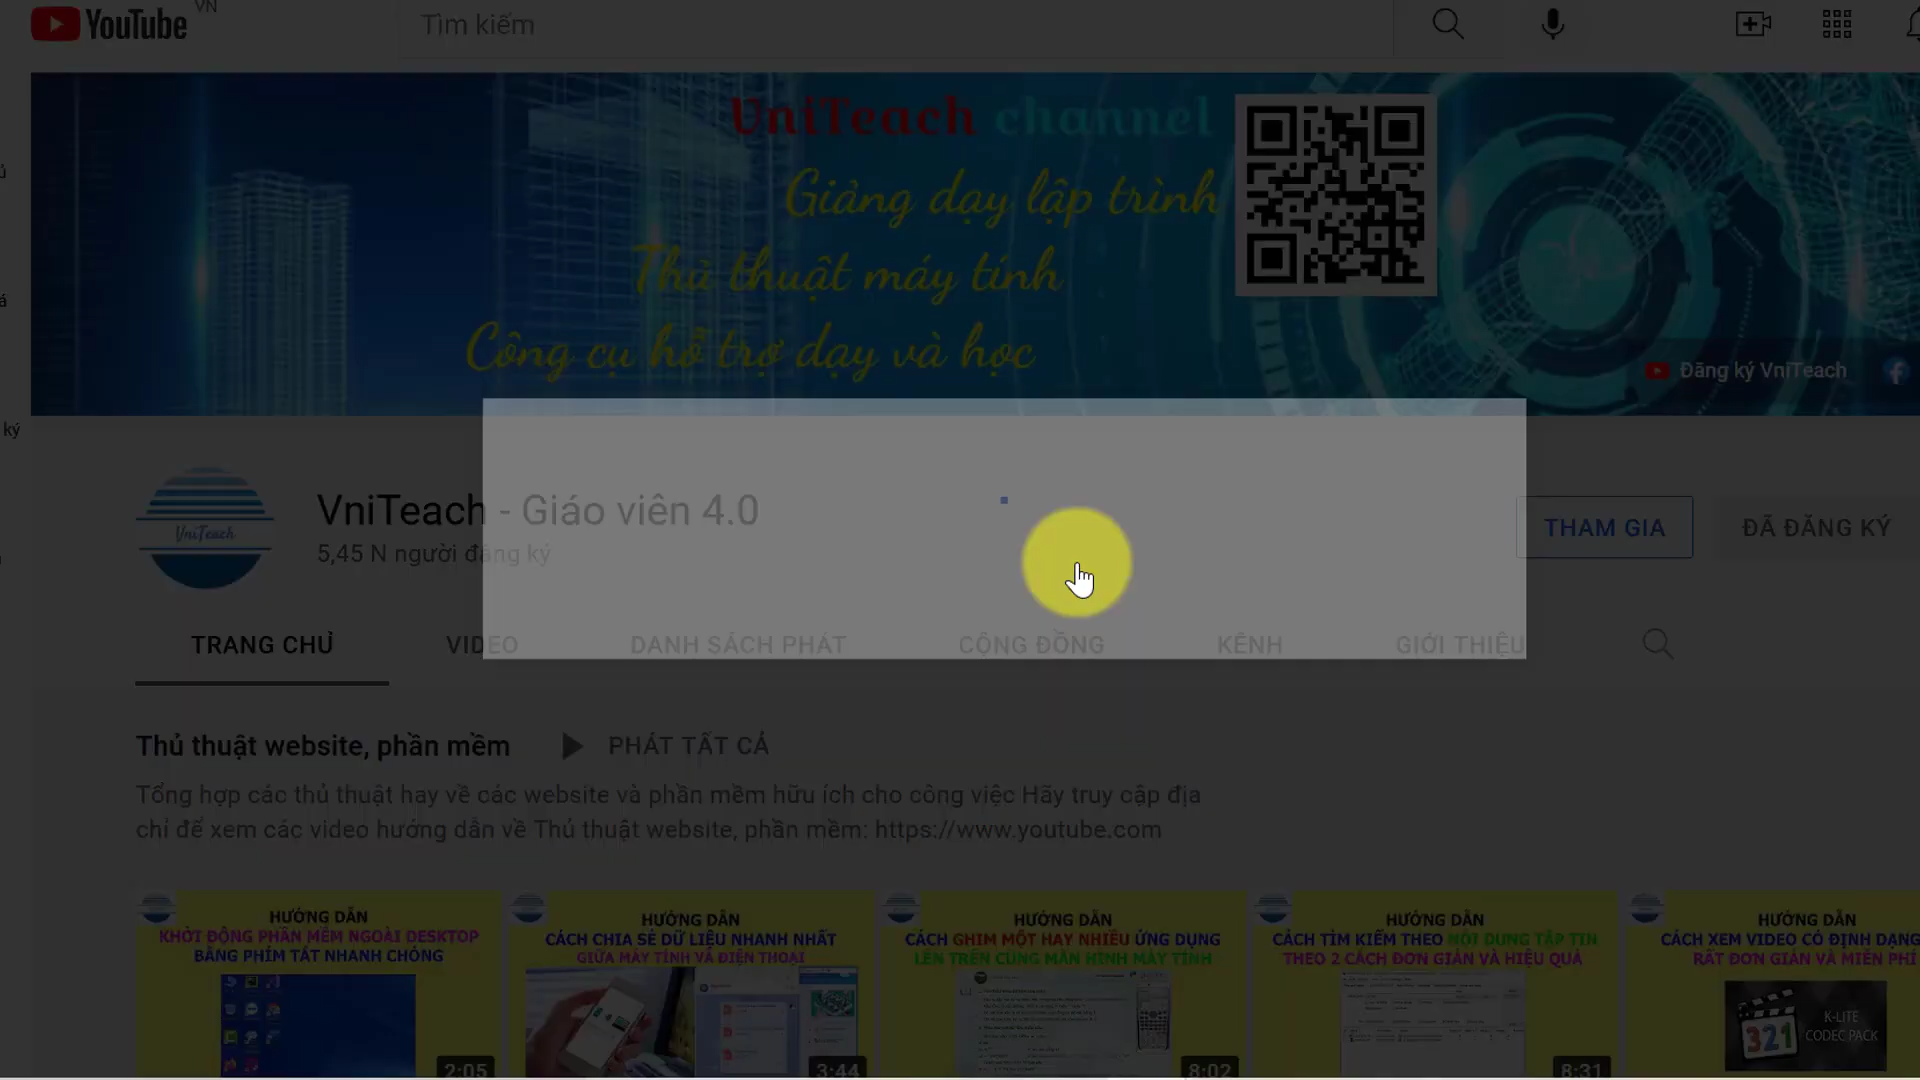 YouTube VN
Tìm kiếm
VniTeach channel
Giảng dạy lập trình
Thủ thuật máy tính
Công cụ hỗ trợ dạy và học
Đăng ký VniTeach
ký
VniTeach
VniTeach - Giáo viên 4.0
5,45 N người đăng ký
THAM GIA
ĐÃ ĐĂNG KÝ
TRANG CHỦ
VIDEO
DANH SÁCH PHÁT
CỘNG ĐỒNG
KÊNH
GIỚI THIỆU
Thủ thuật website, phần mềm
PHÁT TẤT CẢ
Tổng hợp các thủ thuật hay về các website và phần mềm hữu ích cho công việc Hãy truy cập địa
chỉ để xem các video hướng dẫn về Thủ thuật website, phần mềm: https://www.youtube.com
HƯỚNG DẪN
KHỞI ĐỘNG PHẦN MỀM NGOÀI DESKTOP
BẰNG PHÍM TẮT NHANH CHÓNG
2:05
HƯỚNG DẪN
CÁCH CHIA SẺ DỮ LIỆU NHANH NHẤT
GIỮA MÁY TÍNH VÀ ĐIỆN THOẠI
3:44
HƯỚNG DẪN
CÁCH GHIM MỘT HAY NHIỀU ỨNG DỤNG
LÊN TRÊN CÙNG MÀN HÌNH MÁY TÍNH
8:02
HƯỚNG DẪN
CÁCH TÌM KIẾM THEO NỘI DUNG TẬP TIN
THEO 2 CÁCH ĐƠN GIẢN VÀ HIỆU QUẢ
8:31
HƯỚNG DẪN
CÁCH XEM VIDEO CÓ ĐỊNH DẠNG
RẤT ĐƠN GIẢN VÀ MIỄN PHÍ
321
K-LITE
CODEC PACK